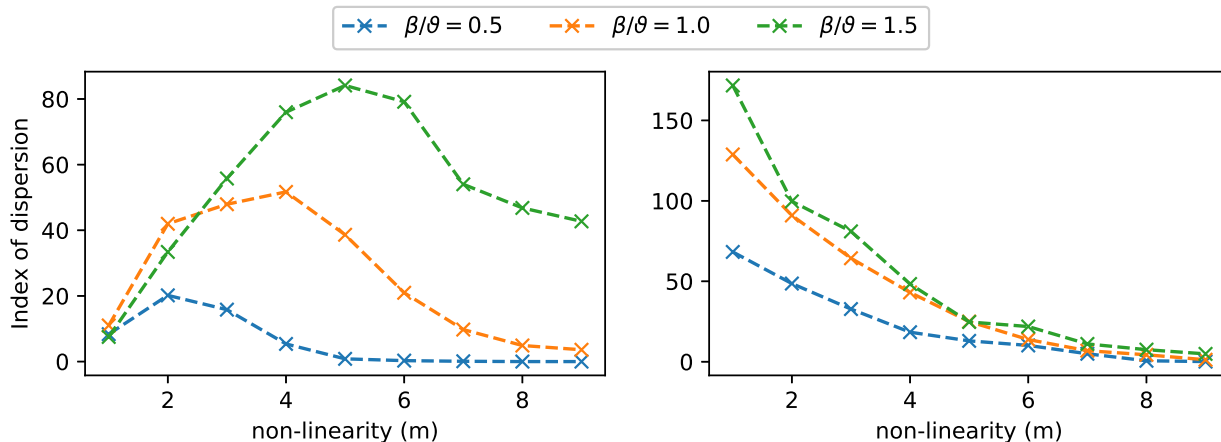 β/ϑ = 0.5 β/ϑ = 1.0 β/ϑ = 1.5
Index of dispersion
80
60
40
20
0
2 4 6 8
non-linearity (m)
150
100
50
0
2 4 6 8
non-linearity (m)